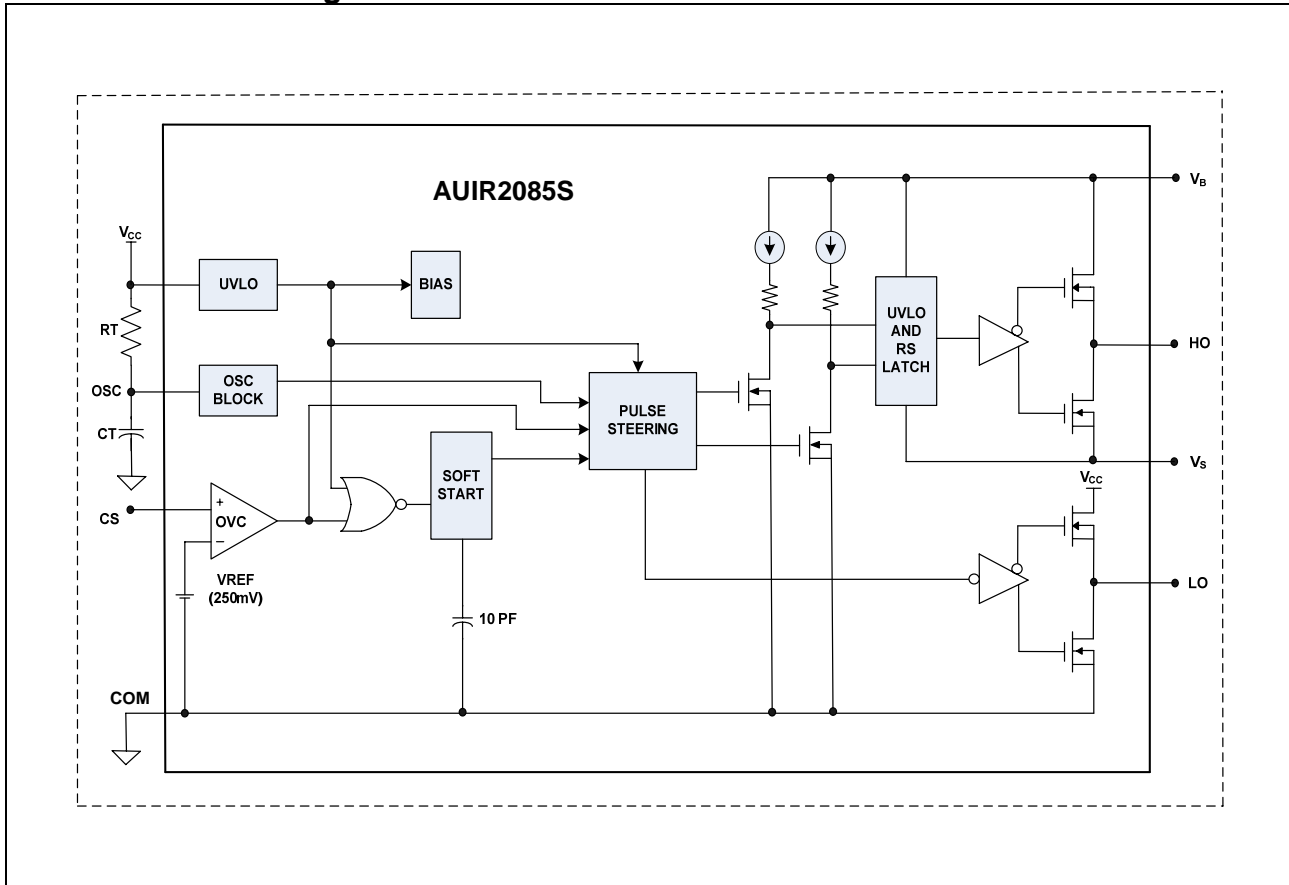 g
AUIR2085S
VB
VCC
UVLO
BIAS
RT
UVLO
AND
RS
LATCH
HO
OSC
OSC
BLOCK
PULSE
STEERING
CT
SOFT
START
VS
VCC
CS
+
OVC
−
VREF
(250mV)
LO
10 PF
COM